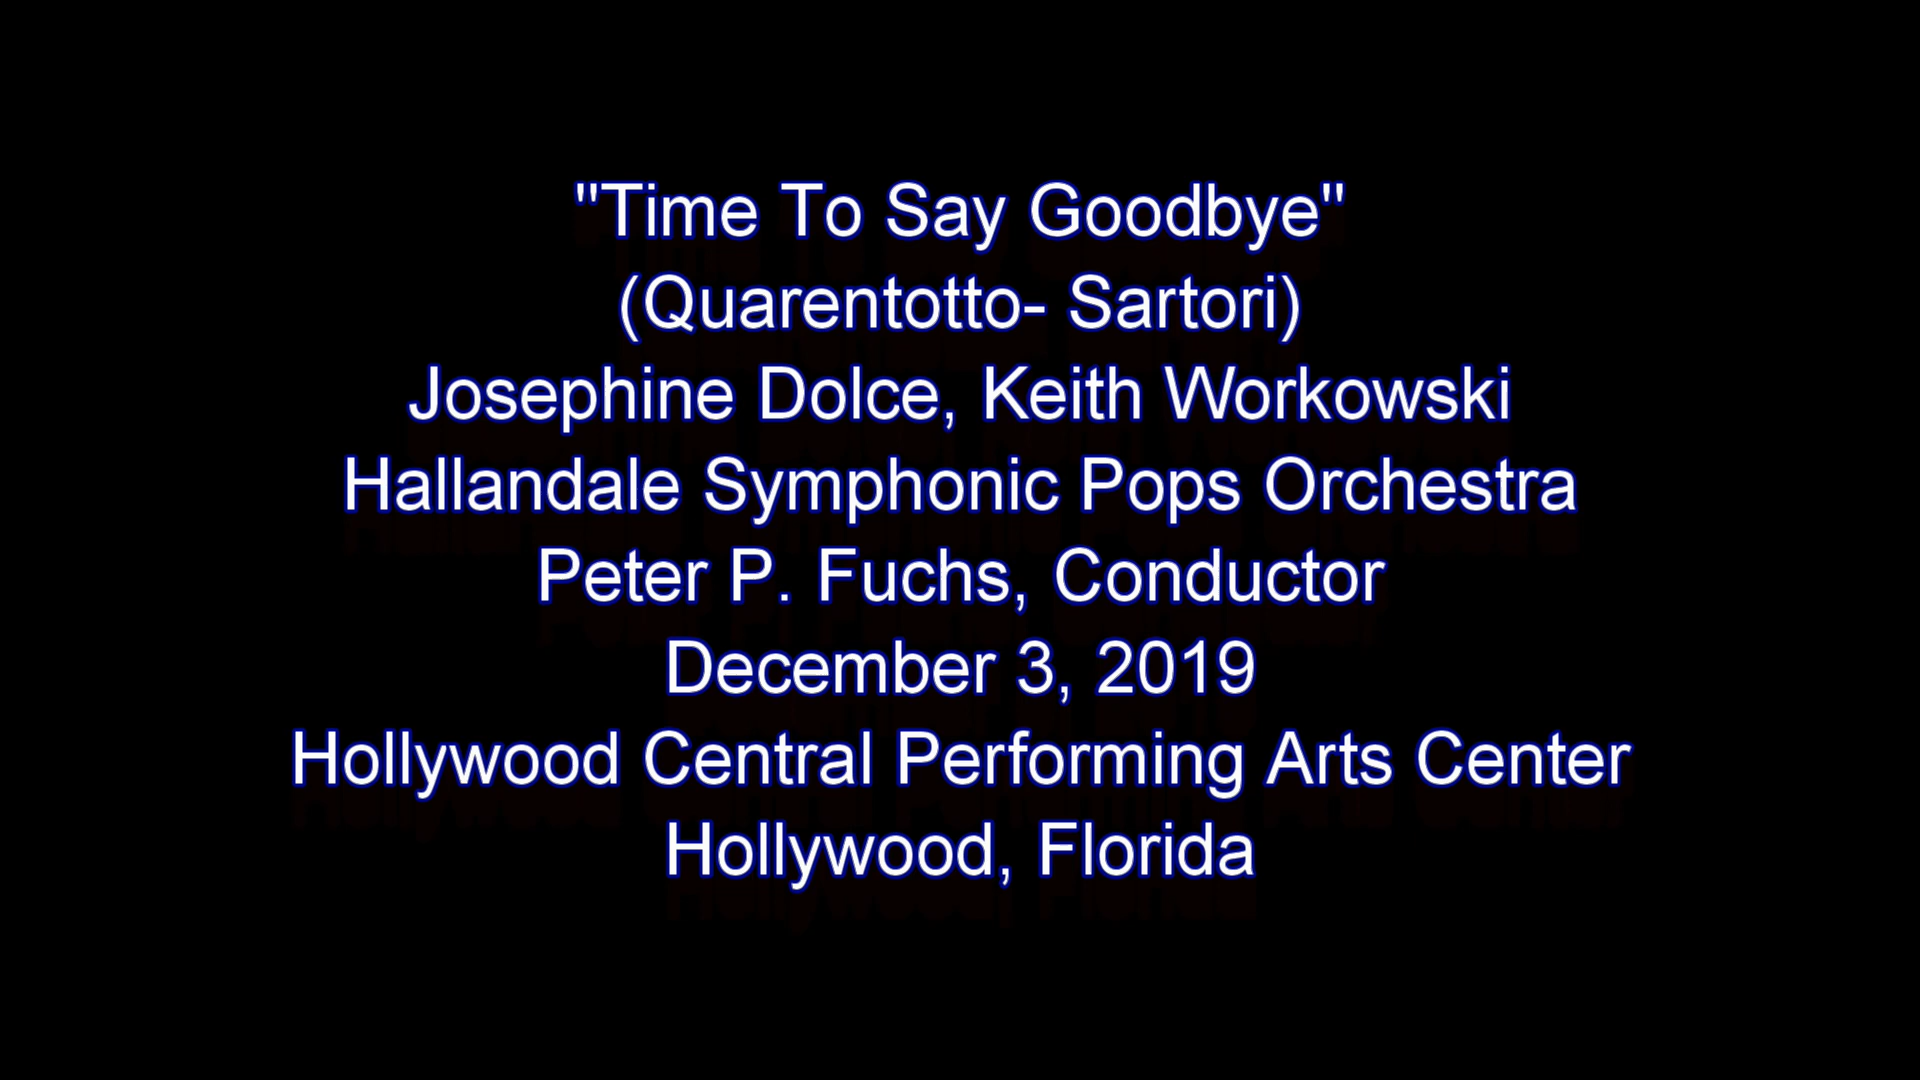 "Time To Say Goodbye"
(Quarentotto- Sartori)
Josephine Dolce, Keith Workowski
Hallandale Symphonic Pops Orchestra
Peter P. Fuchs, Conductor
December 3, 2019
Hollywood Central Performing Arts Center
Hollywood, Florida